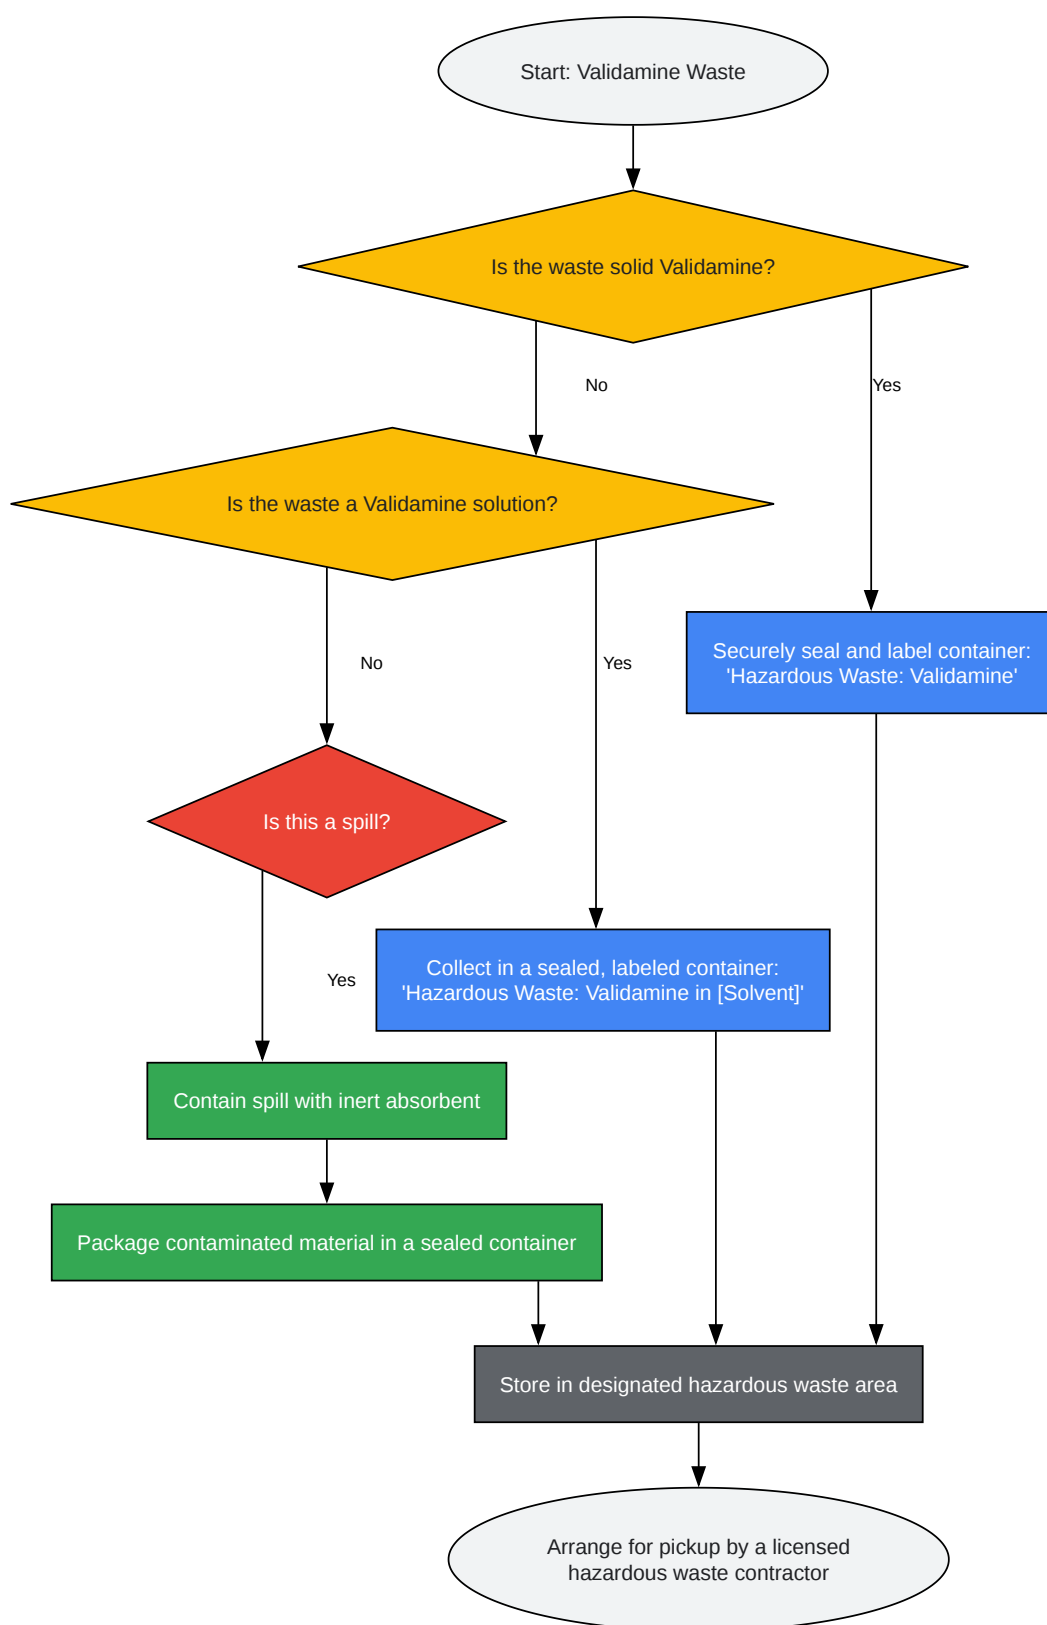 Start: Validamine Waste
Is the waste solid Validamine?
No
Yes
Is the waste a Validamine solution?
Securely seal and label container:
'Hazardous Waste: Validamine'
No
Yes
Is this a spill?
Collect in a sealed, labeled container:
'Hazardous Waste: Validamine in [Solvent]'
Yes
Contain spill with inert absorbent
Package contaminated material in a sealed container
Store in designated hazardous waste area
Arrange for pickup by a licensed
hazardous waste contractor